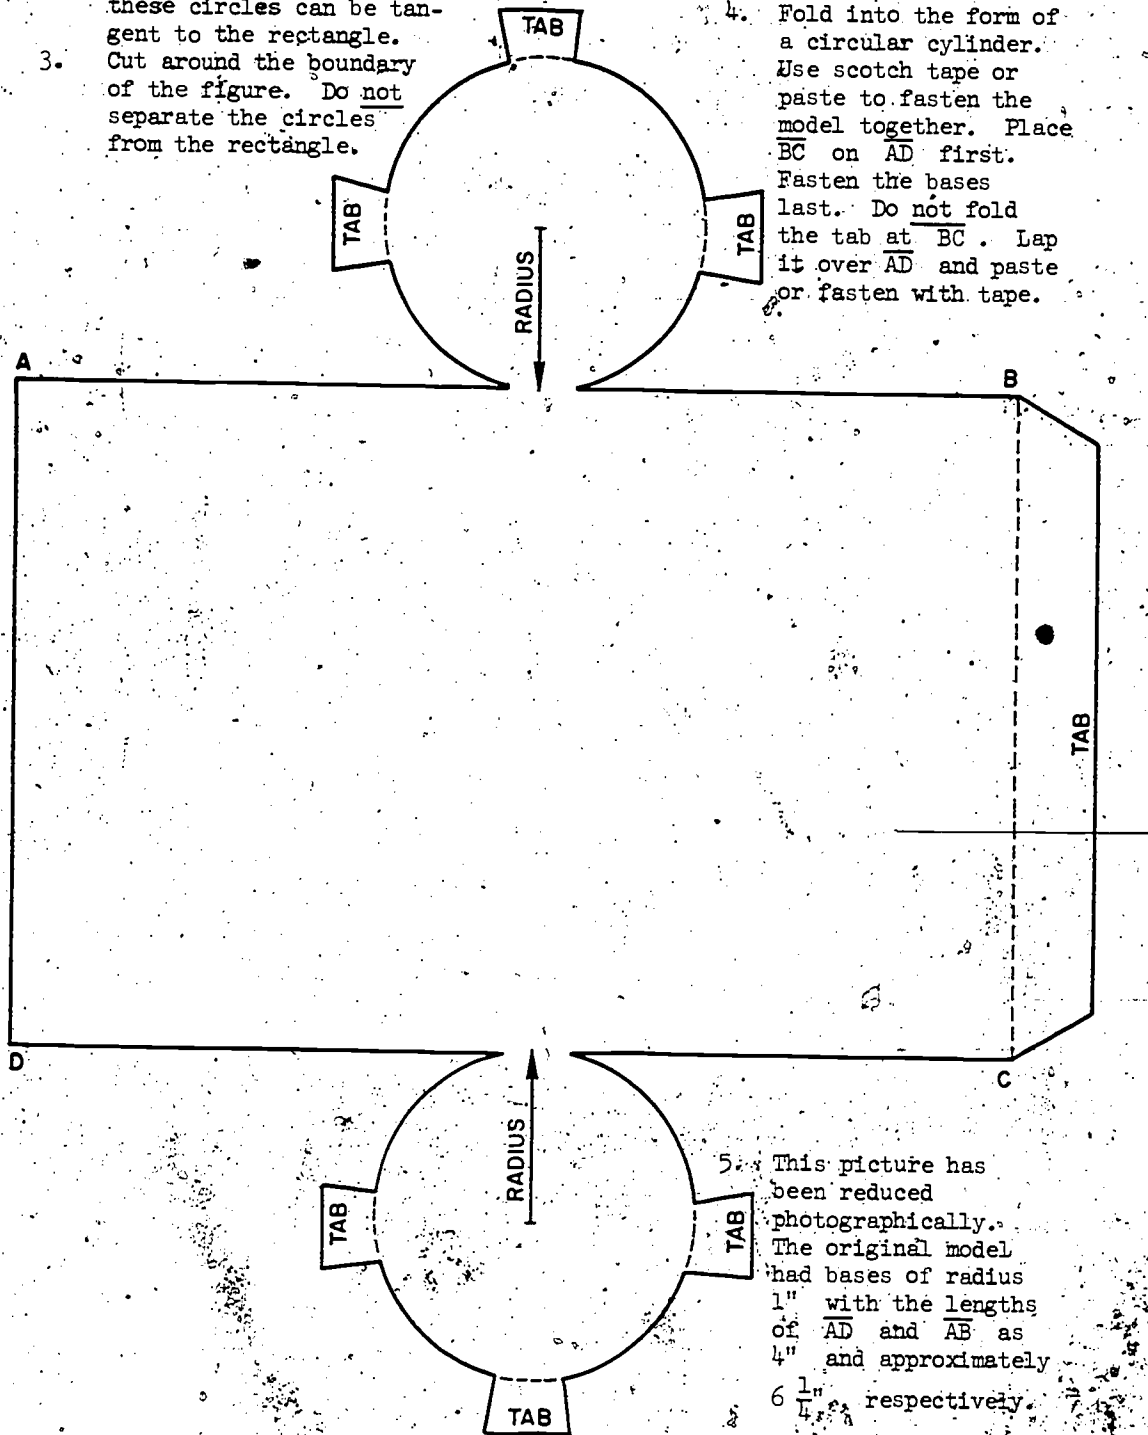 these circles can be tan-
gent to the rectangle.
3. Cut around the boundary
of the figure. Do not
separate the circles
from the rectangle.
4. Fold into the form of
a circular cylinder.
Use scotch tape or
paste to fasten the
model together. Place
BC on AD first.
Fasten the bases
last. Do not fold
the tab at BC. Lap
it over AD and paste
or fasten with tape.
TAB
TAB
TAB
RADIUS
A
B
TAB
D
C
RADIUS
TAB
TAB
TAB
5. This picture has
been reduced
photographically.
The original model
had bases of radius
1" with the lengths
of AD and AB as
4" and approximately
6 1/4", respectively.